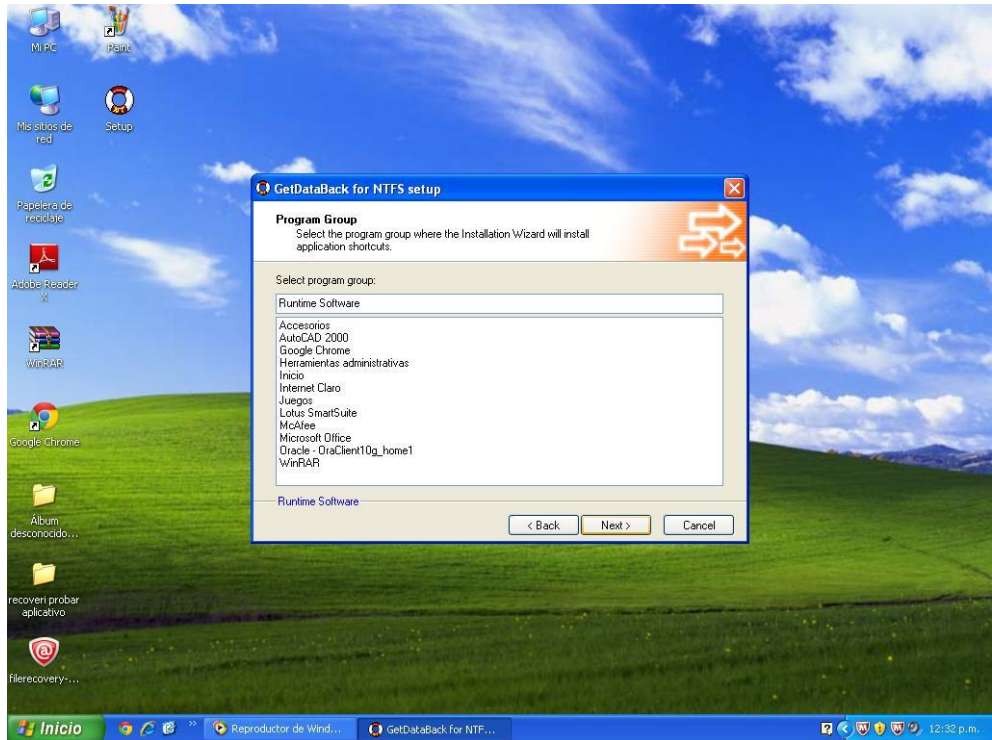 Mi PC
Paint
Mis sitios de
red
Setup
Papelera de
reciclaje
Adobe Reader
X
WinRAR
Google Chrome
Álbum
desconocido...
recoveri probar
aplicativo
filerecovery-...
GetDataBack for NTFS setup
Program Group
Select the program group where the Installation Wizard will install
application shortcuts.
Select program group:
Runtime Software
Accesorios
AutoCAD 2000
Google Chrome
Herramientas administrativas
Inicio
Internet Claro
Juegos
Lotus SmartSuite
McAfee
Microsoft Office
Oracle - OraClient10g_home1
WinRAR
Runtime Software
< Back
Next >
Cancel
Inicio
Reproductor de Wind...
GetDataBack for NTF...
12:32 p.m.